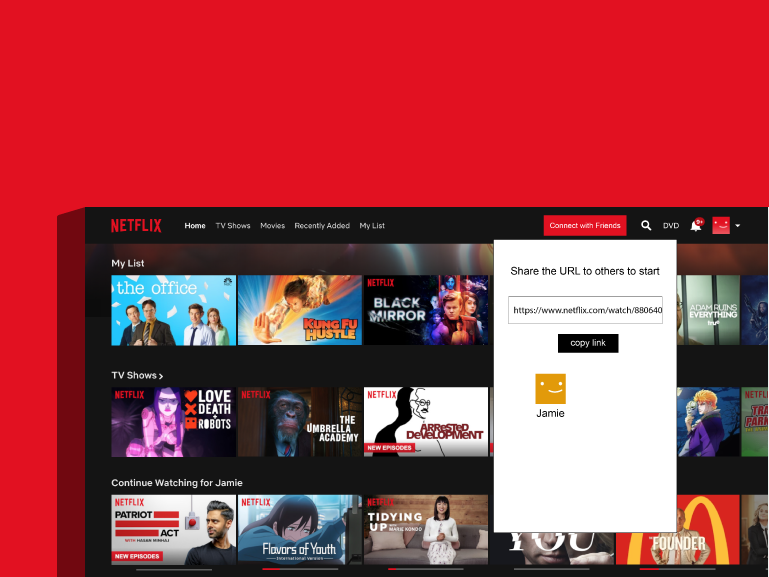 NETFLIX
Home TV Shows Movies Recently Added My List
Connect with Friends
DVD
9+
Share the URL to others to start
https://www.netflix.com/watch/880640
copy link
Jamie
My List
the office
KUNG FU
HUSTLE
NETFLIX
BLACK
MIRROR
ADAM RUINS
EVERYTHING
truTV
TV Shows >
NETFLIX
LOVE
DEATH
+
ROBOTS
NETFLIX
THE
UMBRELLA
ACADEMY
NETFLIX
ARReSTeD
DeVELOPMENT
NEW EPISODES
Continue Watching for Jamie
NETFLIX
PATRIOT
ACT
WITH HASAN MINHAJ
NEW EPISODES
NETFLIX
Flavors of Youth
International Version
NETFLIX
TIDYING
UP WITH MARIE KONDO
YOU
FOUNDER